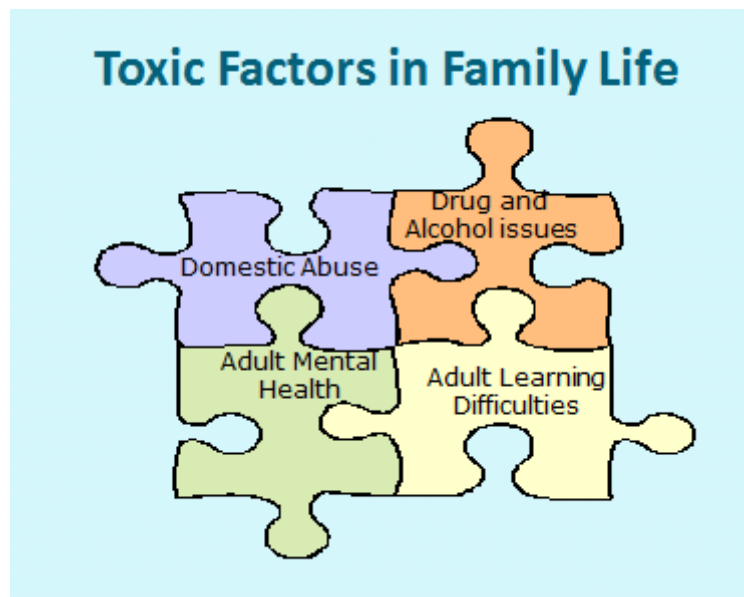 Toxic Factors in Family Life
Drug and
Alcohol issues
Domestic Abuse
Adult Mental
Health
Adult Learning
Difficulties